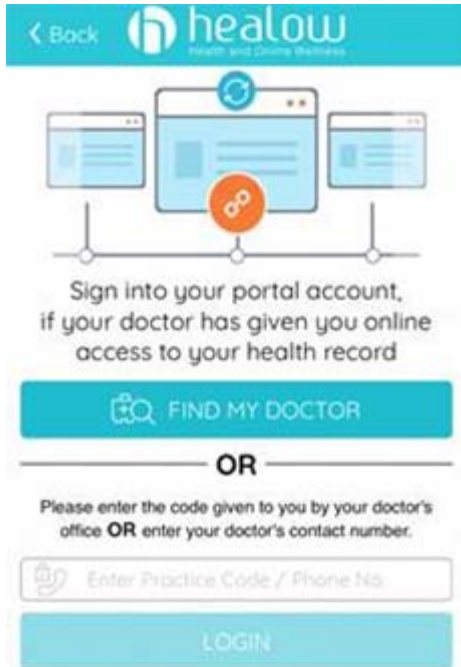 Back
healow
Health and Online Wellness
Sign into your portal account,
if your doctor has given you online
access to your health record
FIND MY DOCTOR
OR
Please enter the code given to you by your doctor's
office OR enter your doctor's contact number.
Enter Practice Code / Phone No
LOGIN